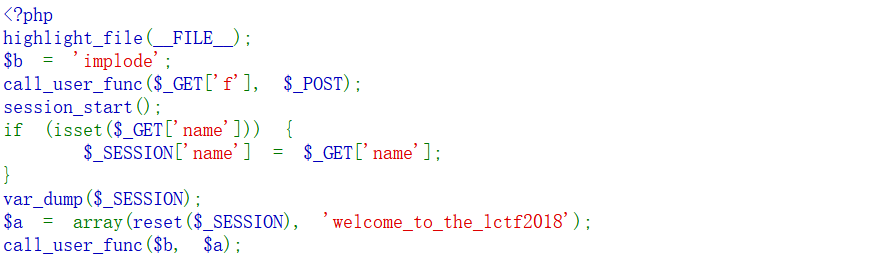 <?php
highlight_file(__FILE__);
$b = 'implode';
call_user_func($_GET['f'], $_POST);
session_start();
if (isset($_GET['name'])) {
    $_SESSION['name'] = $_GET['name'];
}
var_dump($_SESSION);
$a = array(reset($_SESSION), 'welcome_to_the_lctf2018');
call_user_func($b, $a);